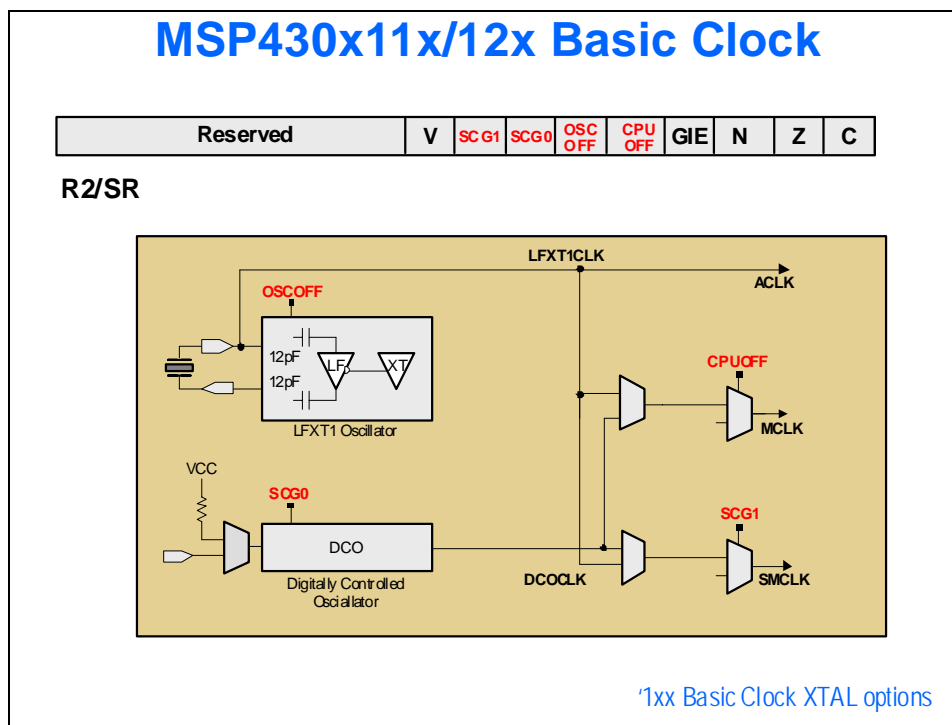 MSP430x11x/12x Basic Clock
Reserved V SCG1 SCG0 OSC OFF CPU OFF GIE N Z C
R2/SR
LFXT1CLK
ACLK
OSCOFF
12pF
LF XT
12pF
CPUOFF
MCLK
LFXT1 Oscillator
VCC
SCG0
SCG1
DCO
DCOCLK
SMCLK
Digitally Controlled
Osciallator
'1xx Basic Clock XTAL options